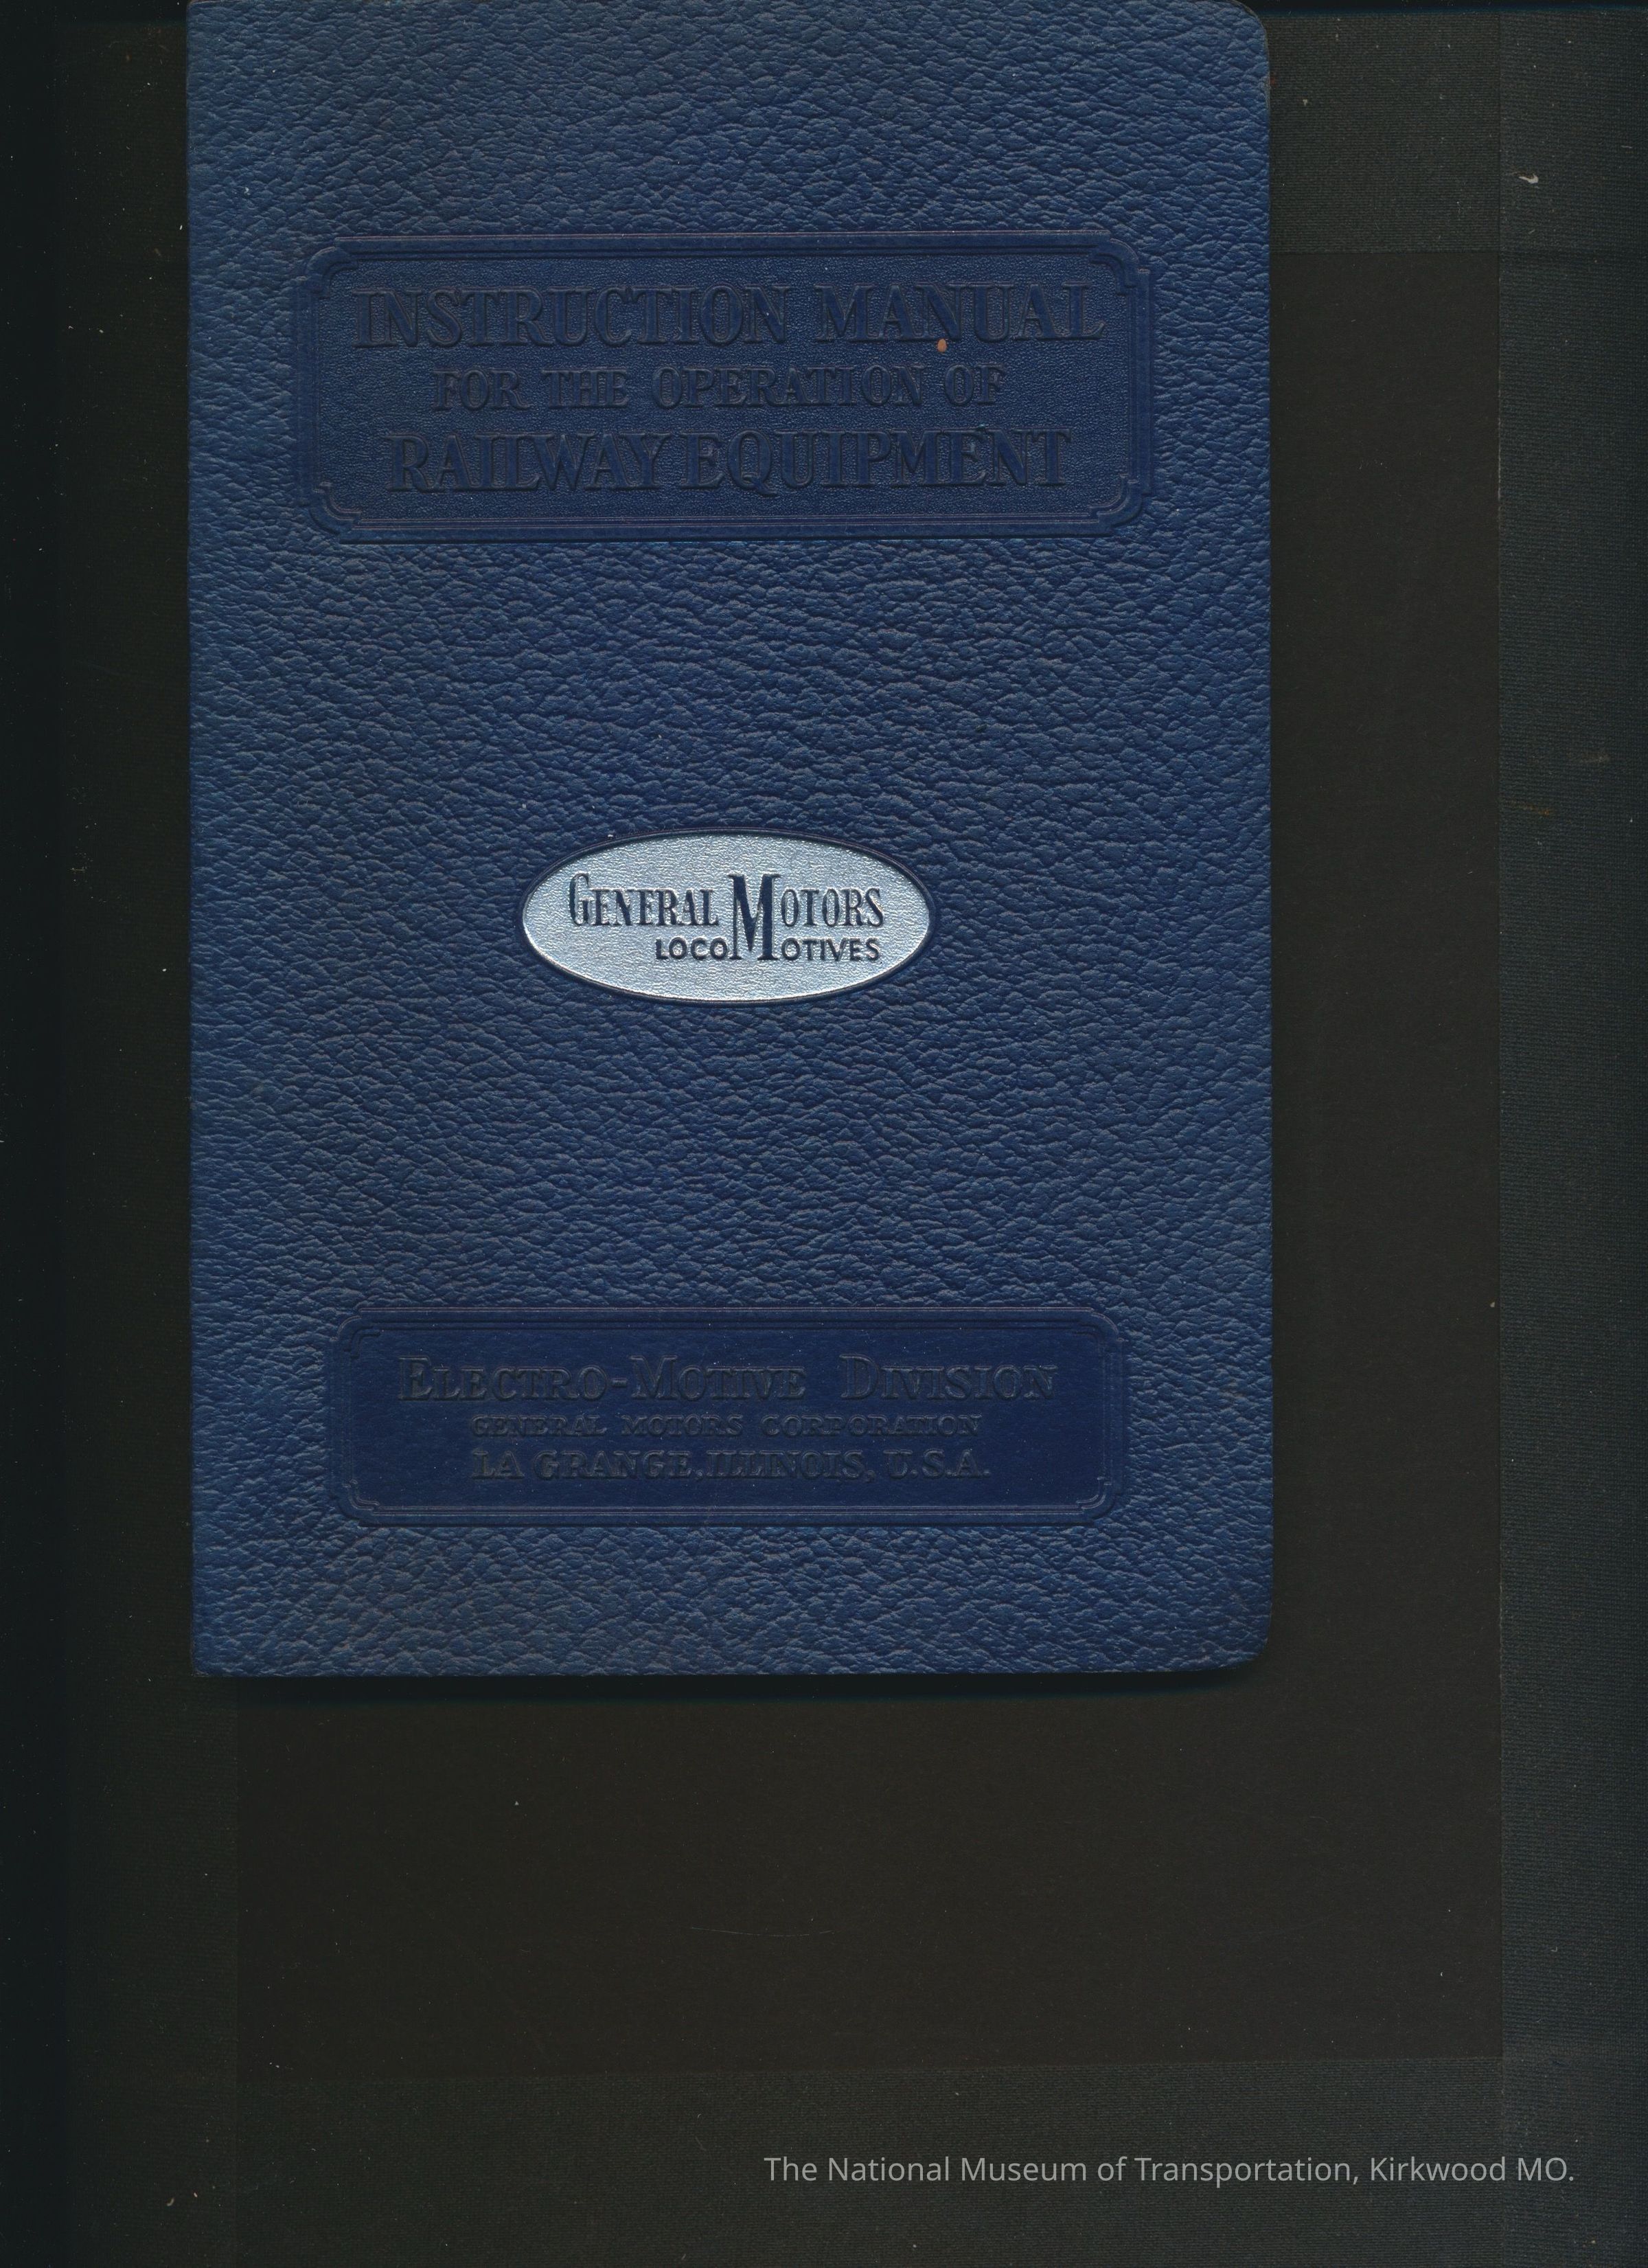 INSTRUCTION MANUAL
FOR THE OPERATION OF
RAILWAY EQUIPMENT
GENERAL MOTORS
LOCOMOTIVES
ELECTRO-MOTIVE DIVISION
GENERAL MOTORS CORPORATION
LA GRANGE, ILLINOIS, U.S.A.
The National Museum of Transportation, Kirkwood MO.